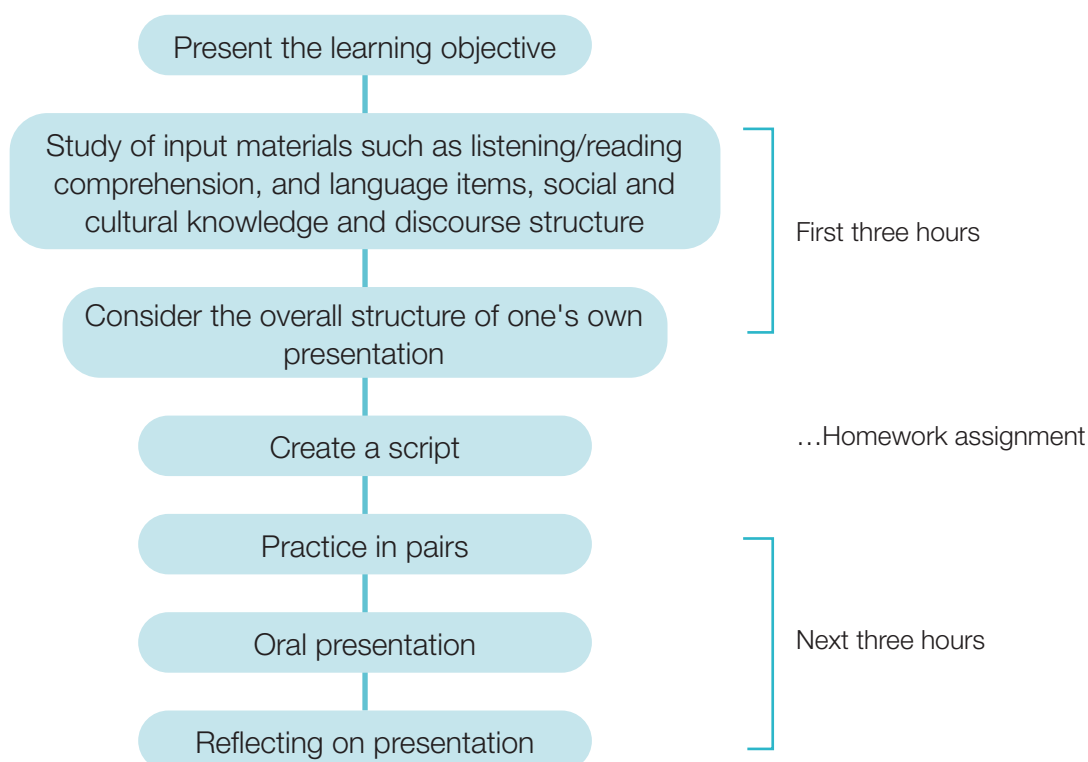 Present the learning objective
Study of input materials such as listening/reading
comprehension, and language items, social and
cultural knowledge and discourse structure
First three hours
Consider the overall structure of one's own
presentation
Create a script
…Homework assignment
Practice in pairs
Oral presentation
Next three hours
Reflecting on presentation